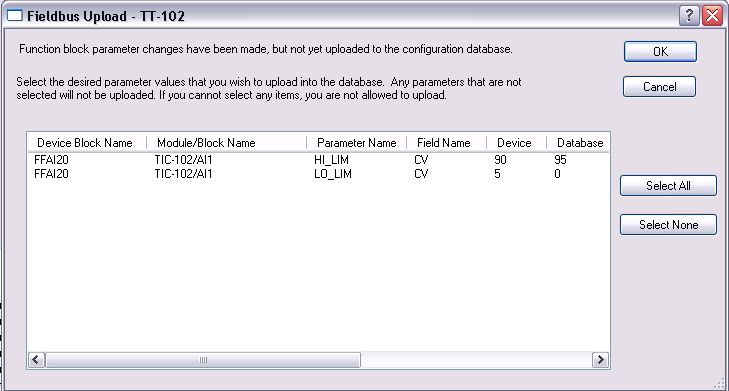 Fieldbus Upload - TT-102
Function block parameter changes have been made, but not yet uploaded to the configuration database.
OK
Select the desired parameter values that you wish to upload into the database. Any parameters that are not
selected will not be uploaded. If you cannot select any items, you are not allowed to upload.
Cancel
Device Block Name Module/Block Name Parameter Name Field Name Device Database
FFAI20 TIC-102/AI1 HI_LIM CV 90 95
FFAI20 TIC-102/AI1 LO_LIM CV 5 0
Select All
Select None